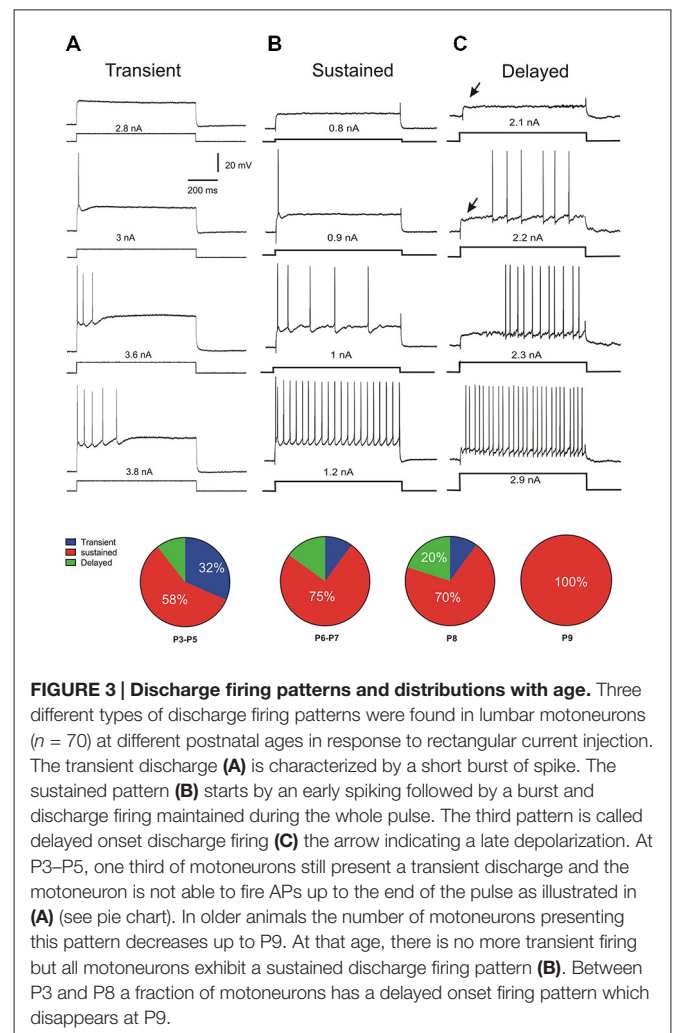 A B C
Transient Sustained Delayed
2.8 nA 0.8 nA 2.1 nA
20 mV
200 ms
3 nA 0.9 nA 2.2 nA
3.6 nA 1 nA 2.3 nA
3.8 nA 1.2 nA 2.9 nA
Transient
sustained
Delayed
32%
58%
P3-P5
75%
P6-P7
20%
70%
P8
100%
P9
FIGURE 3 | Discharge firing patterns and distributions with age. Three
different types of discharge firing patterns were found in lumbar motoneurons
(n = 70) at different postnatal ages in response to rectangular current injection.
The transient discharge (A) is characterized by a short burst of spike. The
sustained pattern (B) starts by an early spiking followed by a burst and
discharge firing maintained during the whole pulse. The third pattern is called
delayed onset discharge firing (C) the arrow indicating a late depolarization. At
P3–P5, one third of motoneurons still present a transient discharge and the
motoneuron is not able to fire APs up to the end of the pulse as illustrated in
(A) (see pie chart). In older animals the number of motoneurons presenting
this pattern decreases up to P9. At that age, there is no more transient firing
but all motoneurons exhibit a sustained discharge firing pattern (B). Between
P3 and P8 a fraction of motoneurons has a delayed onset firing pattern which
disappears at P9.